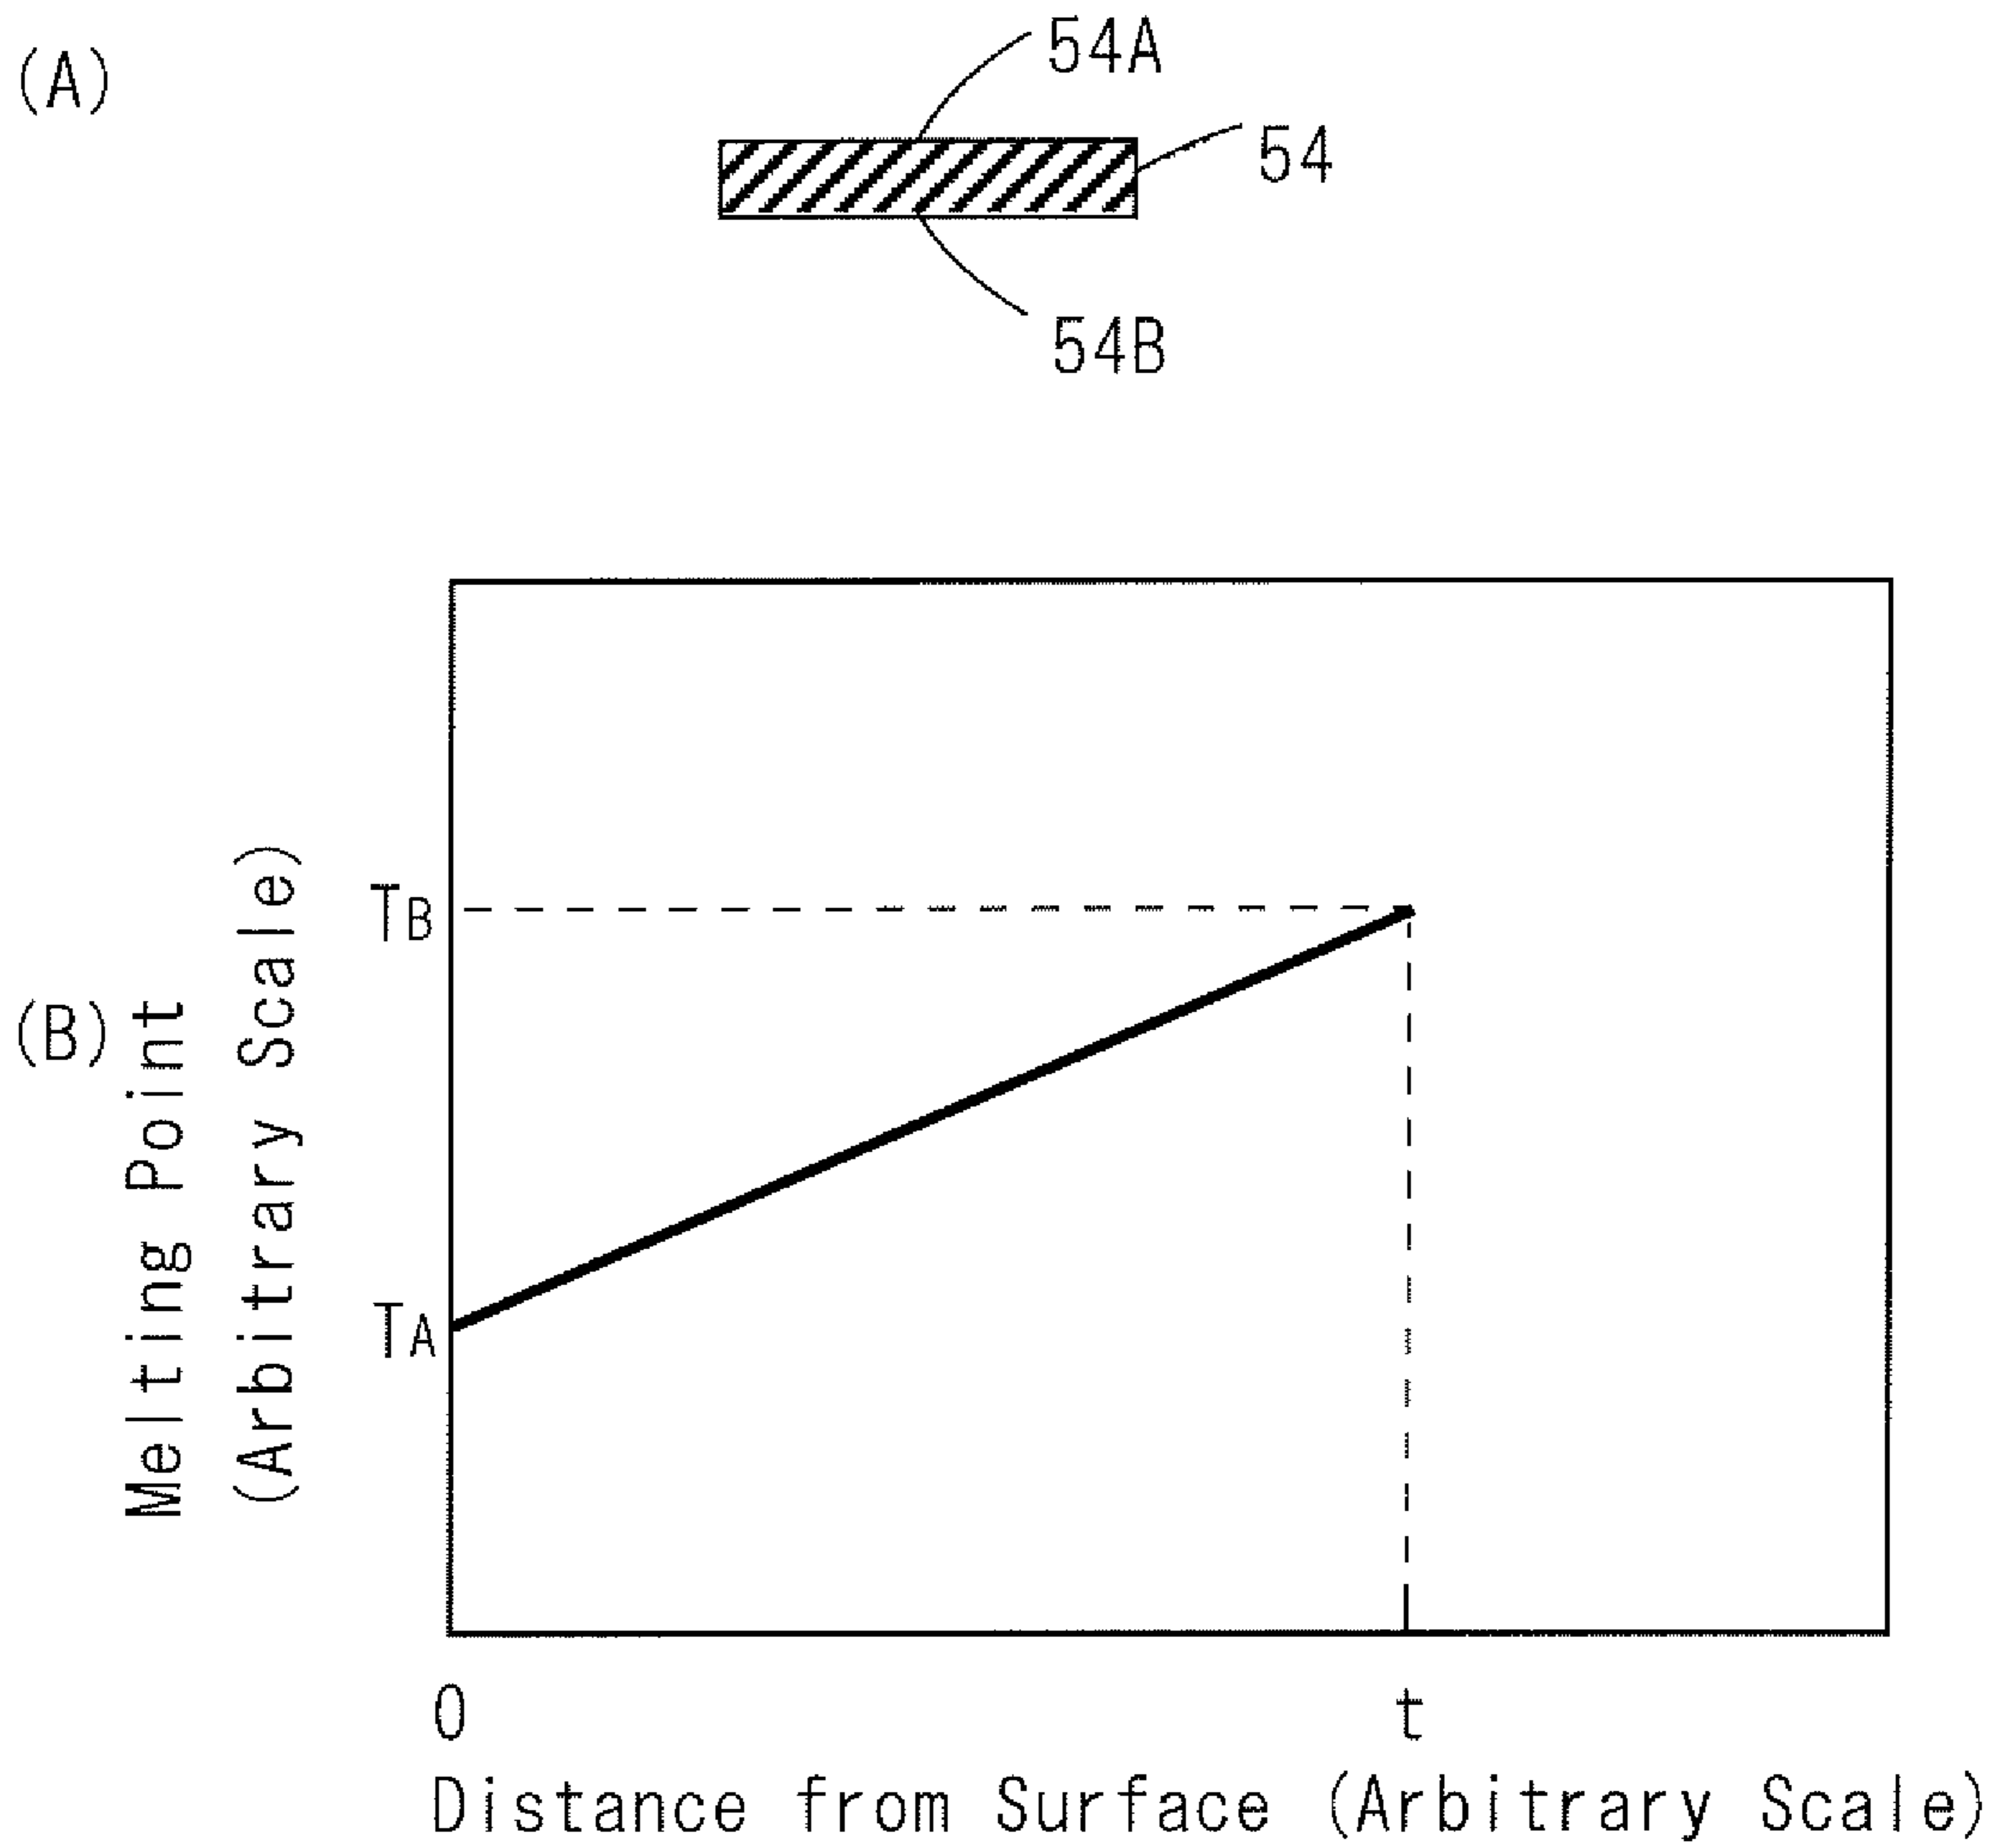 (A)
54A
54
54B
(B)
Melting Point
(Arbitrary Scale)
TB
TA
0
t
Distance from Surface (Arbitrary Scale)